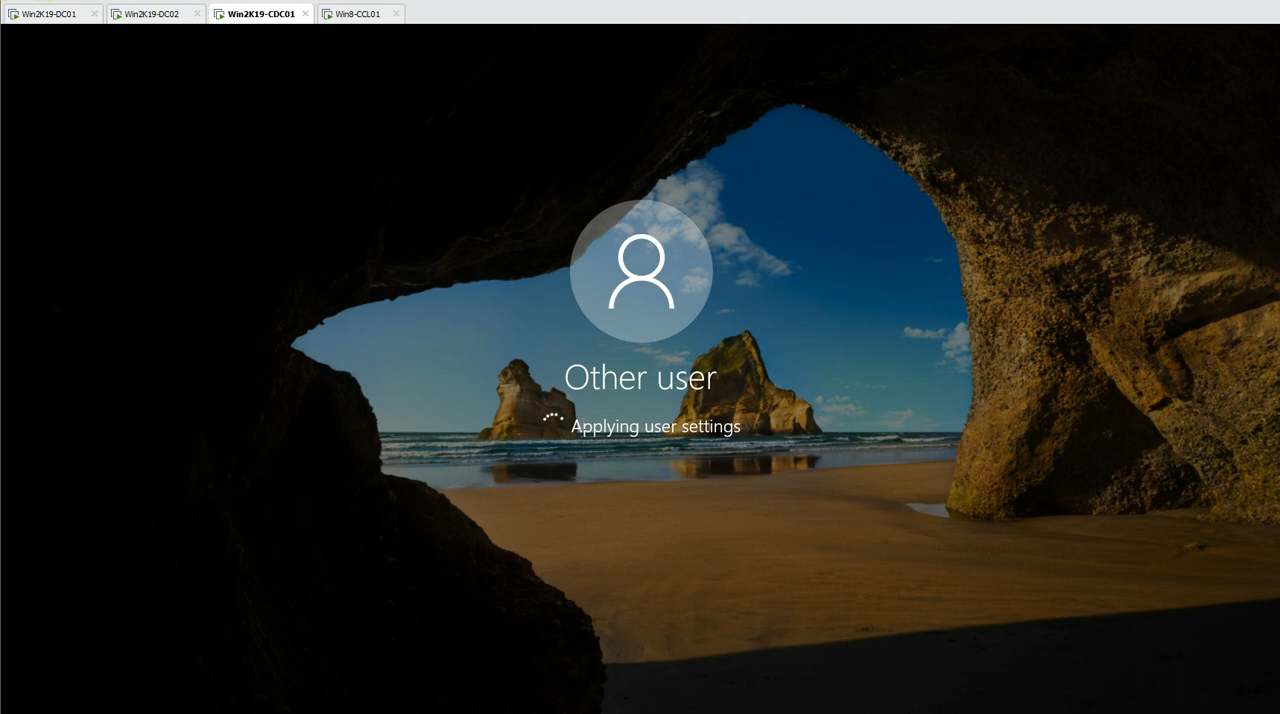 Win2K19-DC01
Win2K19-DC02
Win2K19-CDC01
Win8-CCL01
Other user
Applying user settings